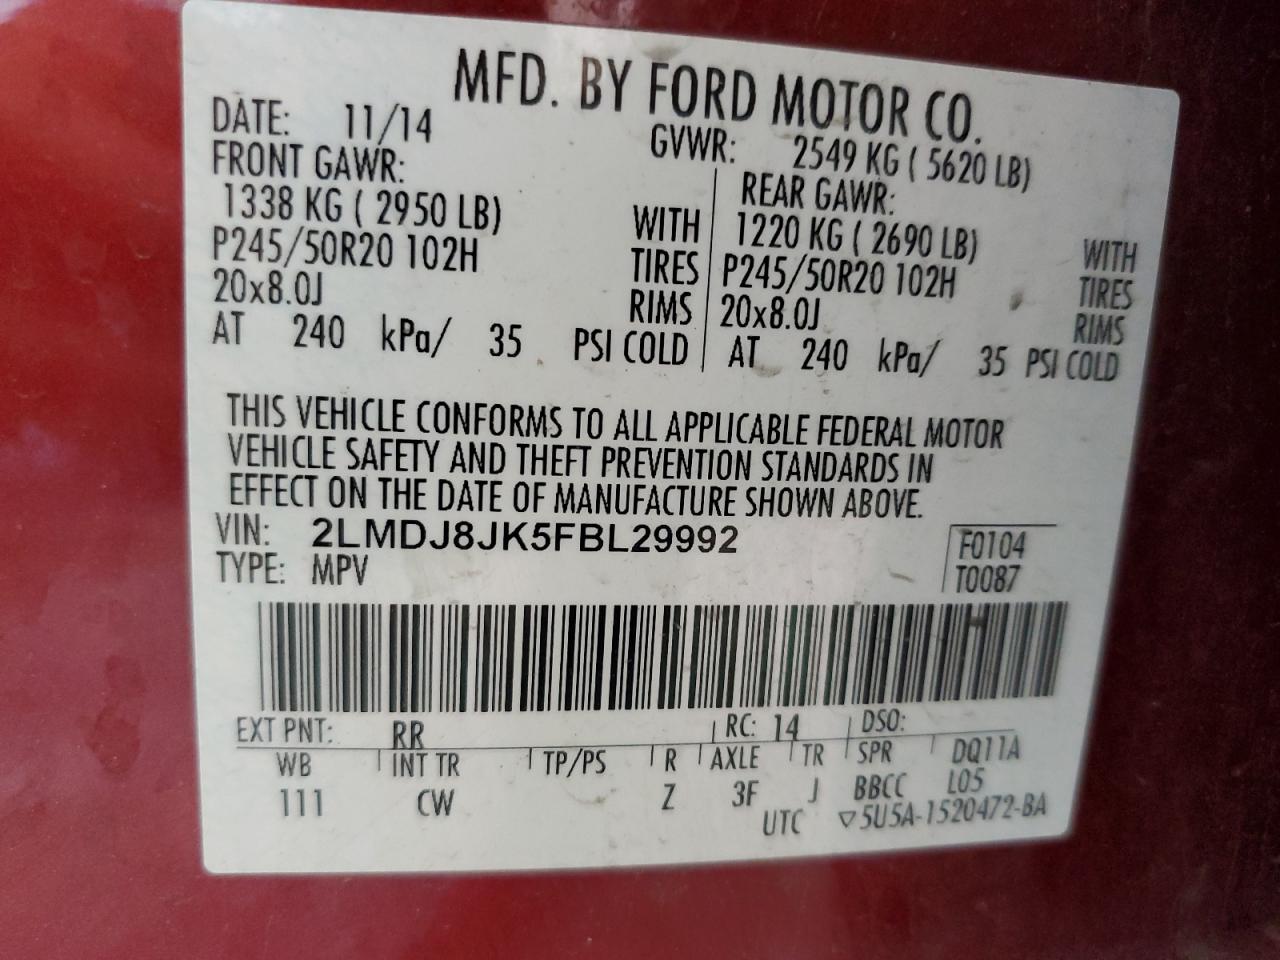 MFD. BY FORD MOTOR CO.
DATE: 11/14 GVWR: 2549 KG ( 5620 LB)
FRONT GAWR: REAR GAWR:
1338 KG ( 2950 LB) WITH 1220 KG ( 2690 LB) WITH
P245/50R20 102H TIRES P245/50R20 102H TIRES
20x8.0J RIMS 20x8.0J RIMS
AT 240 kPa/ 35 PSI COLD AT 240 kPa/ 35 PSI COLD
THIS VEHICLE CONFORMS TO ALL APPLICABLE FEDERAL MOTOR
VEHICLE SAFETY AND THEFT PREVENTION STANDARDS IN
EFFECT ON THE DATE OF MANUFACTURE SHOWN ABOVE.
VIN: 2LMDJ8JK5FBL29992 F0104
TYPE: MPV T0087
EXT PNT: RR RC: 14 DSO:
WB INT TR TP/PS R AXLE TR SPR DQ11A
111 CW Z 3F J BBCC L05
UTC ▽5U5A-1520472-BA